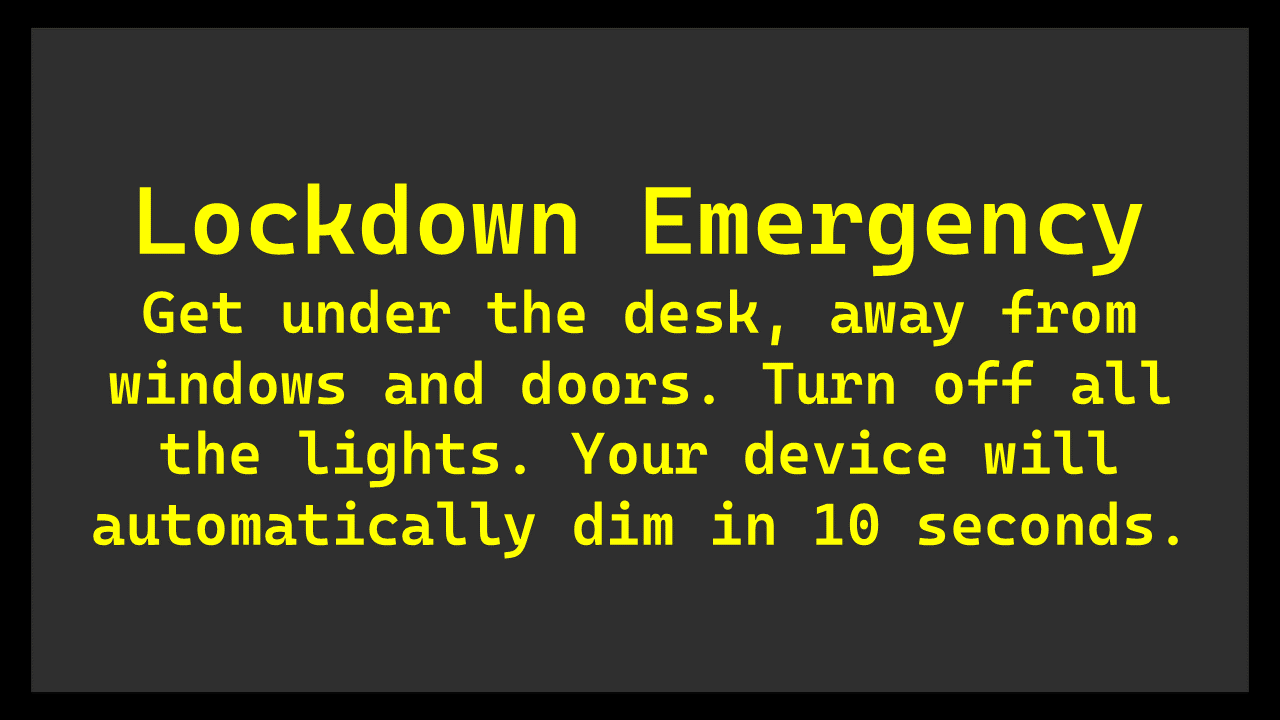 Lockdown Emergency
Get under the desk, away from
windows and doors. Turn off all
the lights. Your device will
automatically dim in 10 seconds.